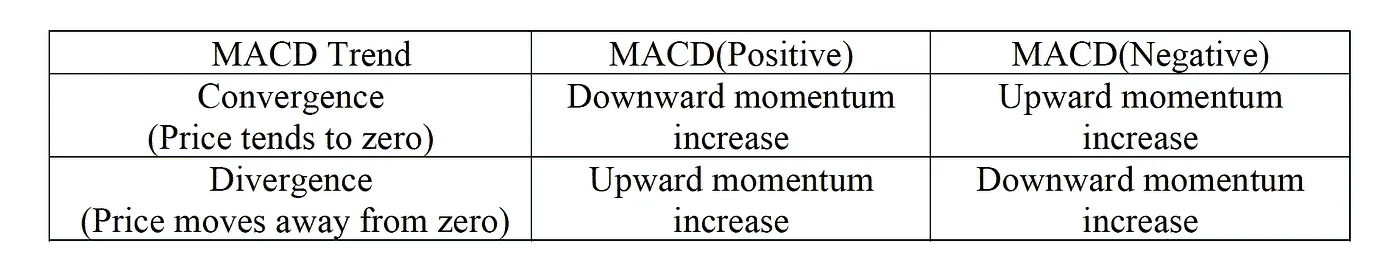 MACD Trend
MACD(Positive)
MACD(Negative)
Convergence
(Price tends to zero)
Downward momentum
increase
Upward momentum
increase
Divergence
(Price moves away from zero)
Upward momentum
increase
Downward momentum
increase